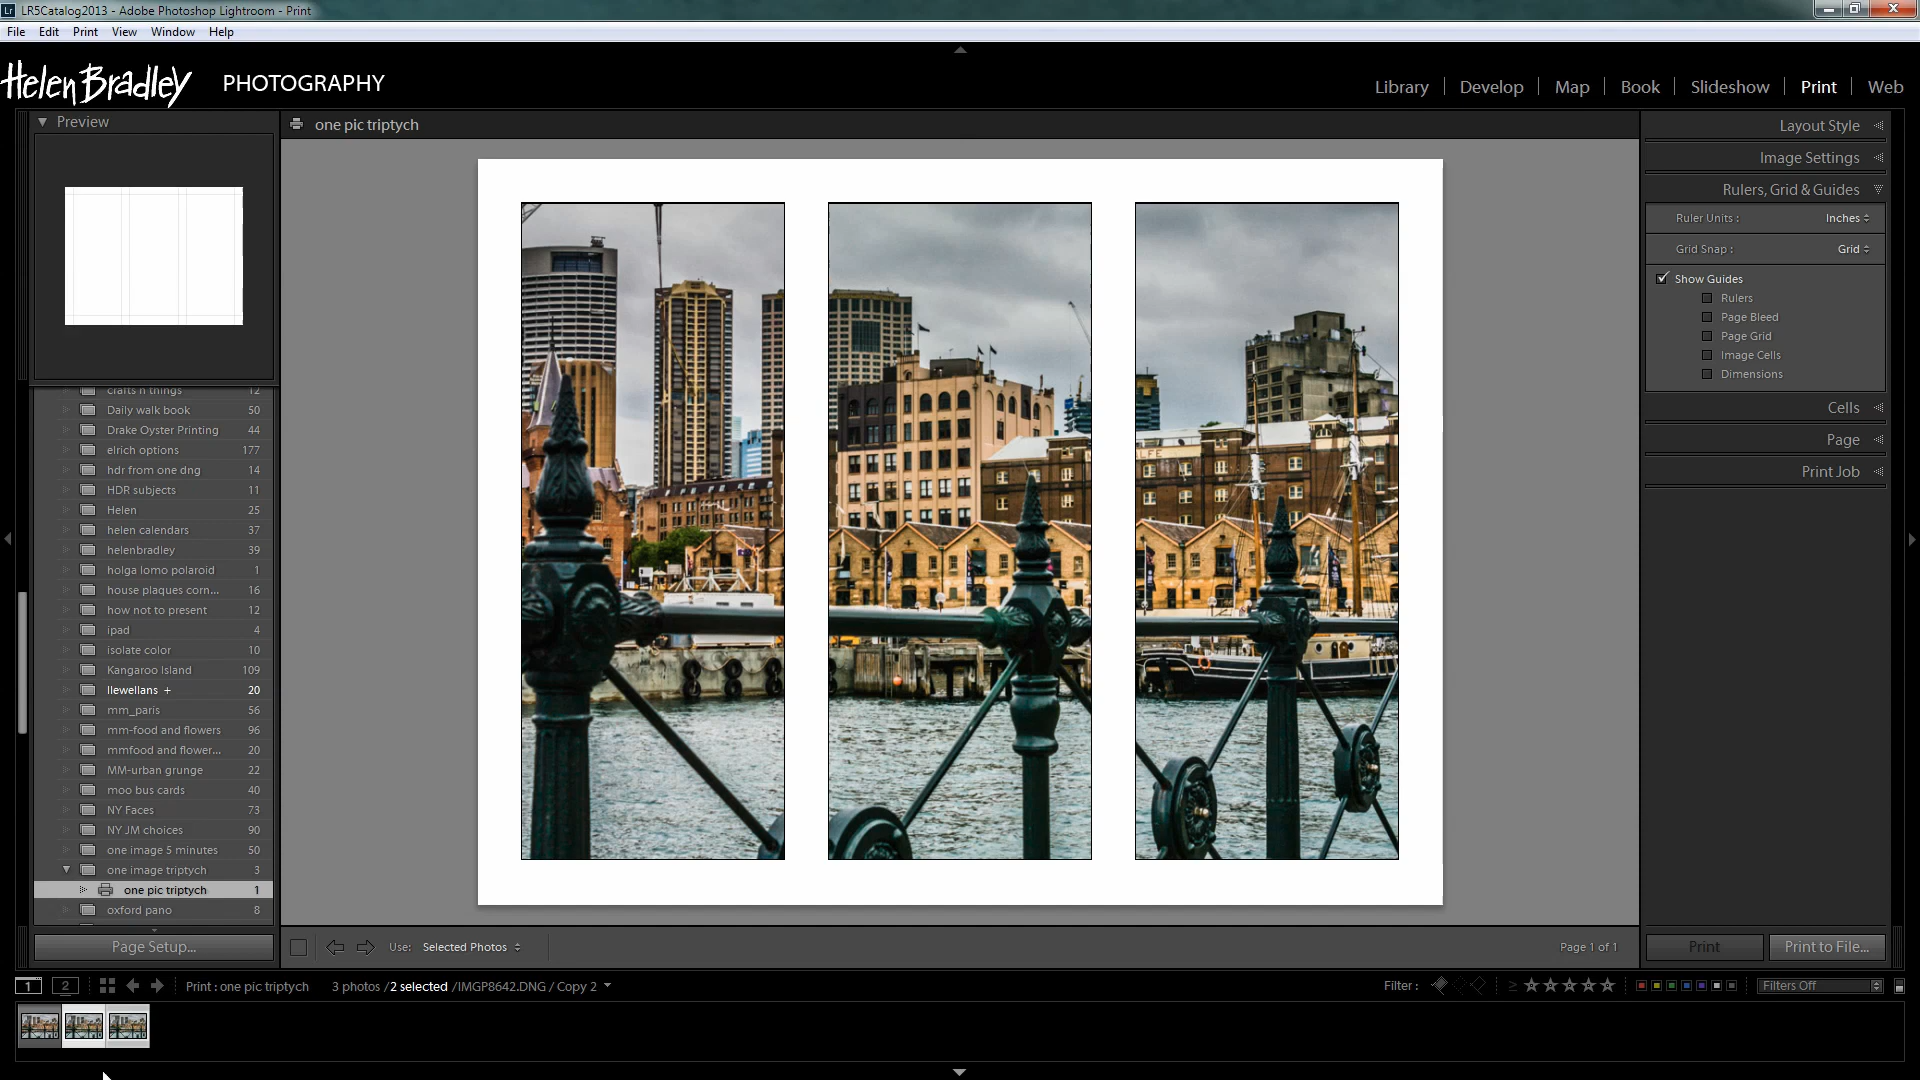 LR5Catalog2013 - Adobe Photoshop Lightroom - Print
File Edit Print View Window Help
Helen Bradley PHOTOGRAPHY
Library Develop Map Book Slideshow Print Web
Preview
one pic triptych
crafts n things 12
Daily walk book 50
Drake Oyster Printing 44
elrich options 177
hdr from one dng 14
HDR subjects 11
Helen 25
helen calendars 37
helenbradley 39
holga lomo polaroid 1
house plaques corn... 16
how not to present 12
ipad 4
isolate color 10
Kangaroo Island 109
llewellans + 20
mm_paris 56
mm-food and flowers 96
mmfood and flower... 20
MM-urban grunge 22
moo bus cards 40
NY Faces 73
NY JM choices 90
one image 5 minutes 50
one image triptych 3
one pic triptych 1
oxford pano 8
Page Setup...
Layout Style
Image Settings
Rulers, Grid & Guides
Ruler Units : Inches
Grid Snap : Grid
Show Guides
Rulers
Page Bleed
Page Grid
Image Cells
Dimensions
Cells
Page
Print Job
Use: Selected Photos
Page 1 of 1
Print Print to File...
1 2 Print : one pic triptych 3 photos / 2 selected / IMGP8642.DNG / Copy 2
Filter : Filters Off